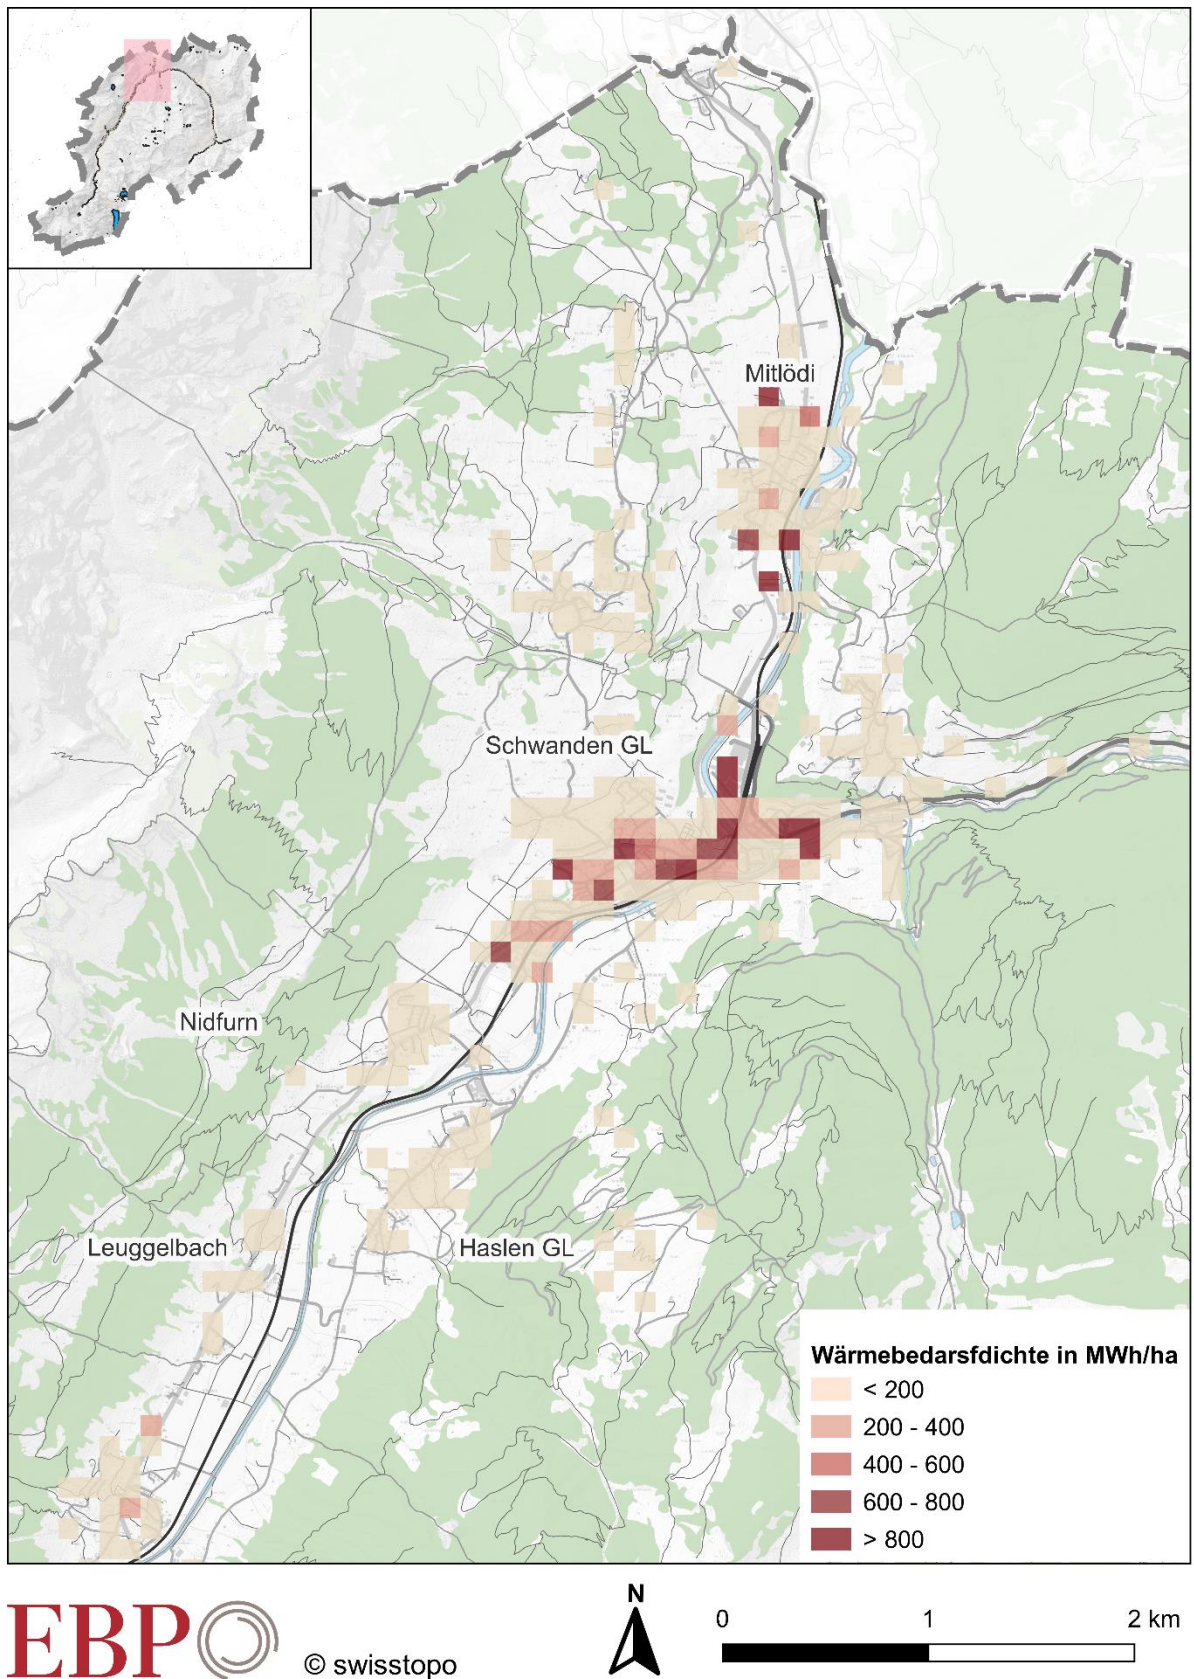 Mitlödi
Schwanden GL
Nidfurn
Leuggelbach
Haslen GL
Wärmebedarsfdichte in MWh/ha
< 200
200 - 400
400 - 600
600 - 800
> 800
EBP
© swisstopo
N
0 1 2 km